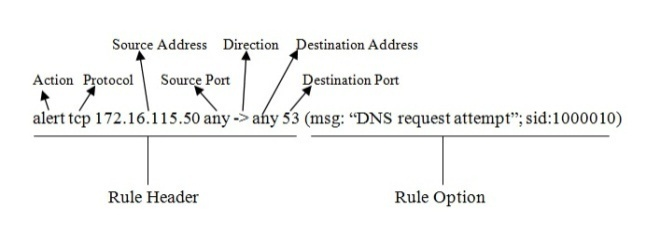 Source Address Direction Destination Address
Action Protocol Source Port Destination Port
alert tcp 172.16.115.50 any -> any 53 (msg: “DNS request attempt”; sid:1000010)
Rule Header Rule Option